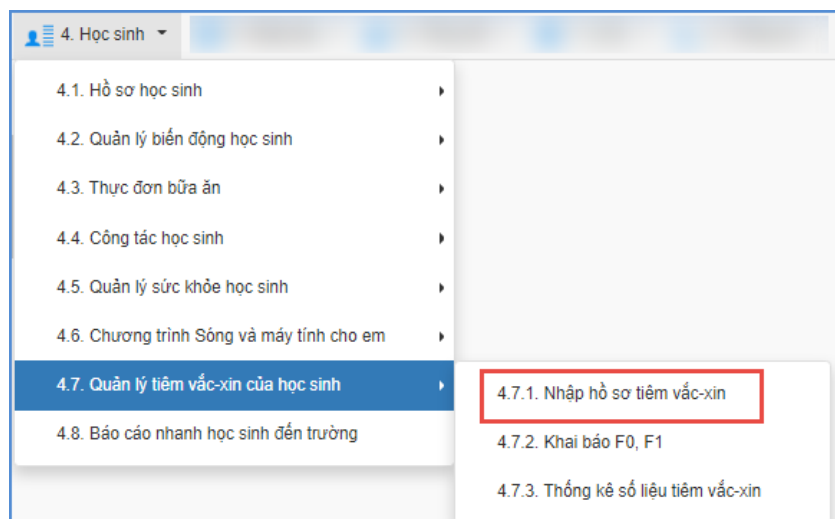 4. Học sinh
4.1. Hồ sơ học sinh
4.2. Quản lý biến động học sinh
4.3. Thực đơn bữa ăn
4.4. Công tác học sinh
4.5. Quản lý sức khỏe học sinh
4.6. Chương trình Sóng và máy tính cho em
4.7. Quản lý tiêm vắc-xin của học sinh
4.8. Báo cáo nhanh học sinh đến trường
4.7.1. Nhập hồ sơ tiêm vắc-xin
4.7.2. Khai báo F0, F1
4.7.3. Thống kê số liệu tiêm vắc-xin